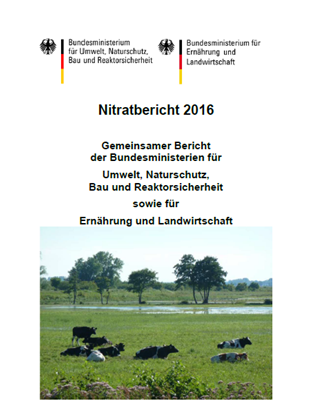 Bundesministerium
für Umwelt, Naturschutz,
Bau und Reaktorsicherheit
Bundesministerium für
Ernährung und
Landwirtschaft
Nitratbericht 2016
Gemeinsamer Bericht
der Bundesministerien für
Umwelt, Naturschutz,
Bau und Reaktorsicherheit
sowie für
Ernährung und Landwirtschaft